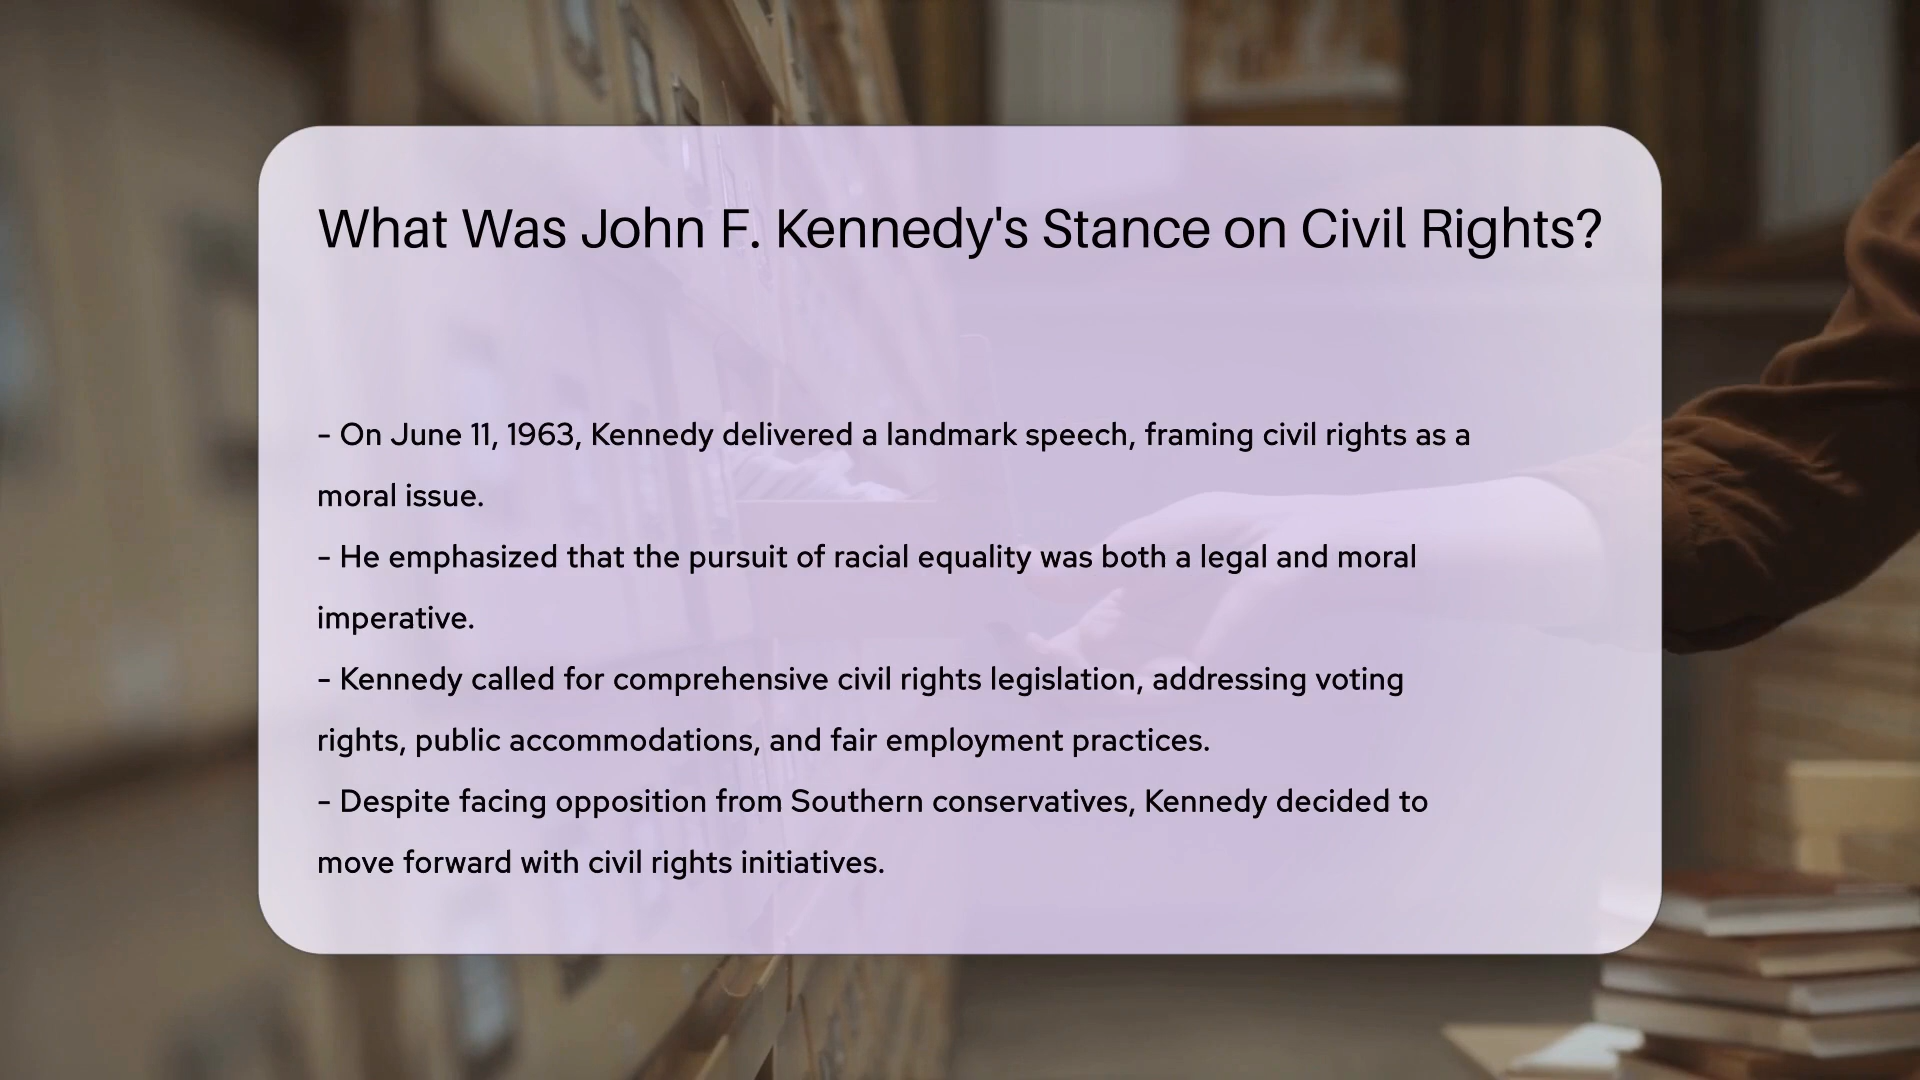 What Was John F. Kennedy's Stance on Civil Rights?
- On June 11, 1963, Kennedy delivered a landmark speech, framing civil rights as a
moral issue.
- He emphasized that the pursuit of racial equality was both a legal and moral
imperative.
- Kennedy called for comprehensive civil rights legislation, addressing voting
rights, public accommodations, and fair employment practices.
- Despite facing opposition from Southern conservatives, Kennedy decided to
move forward with civil rights initiatives.